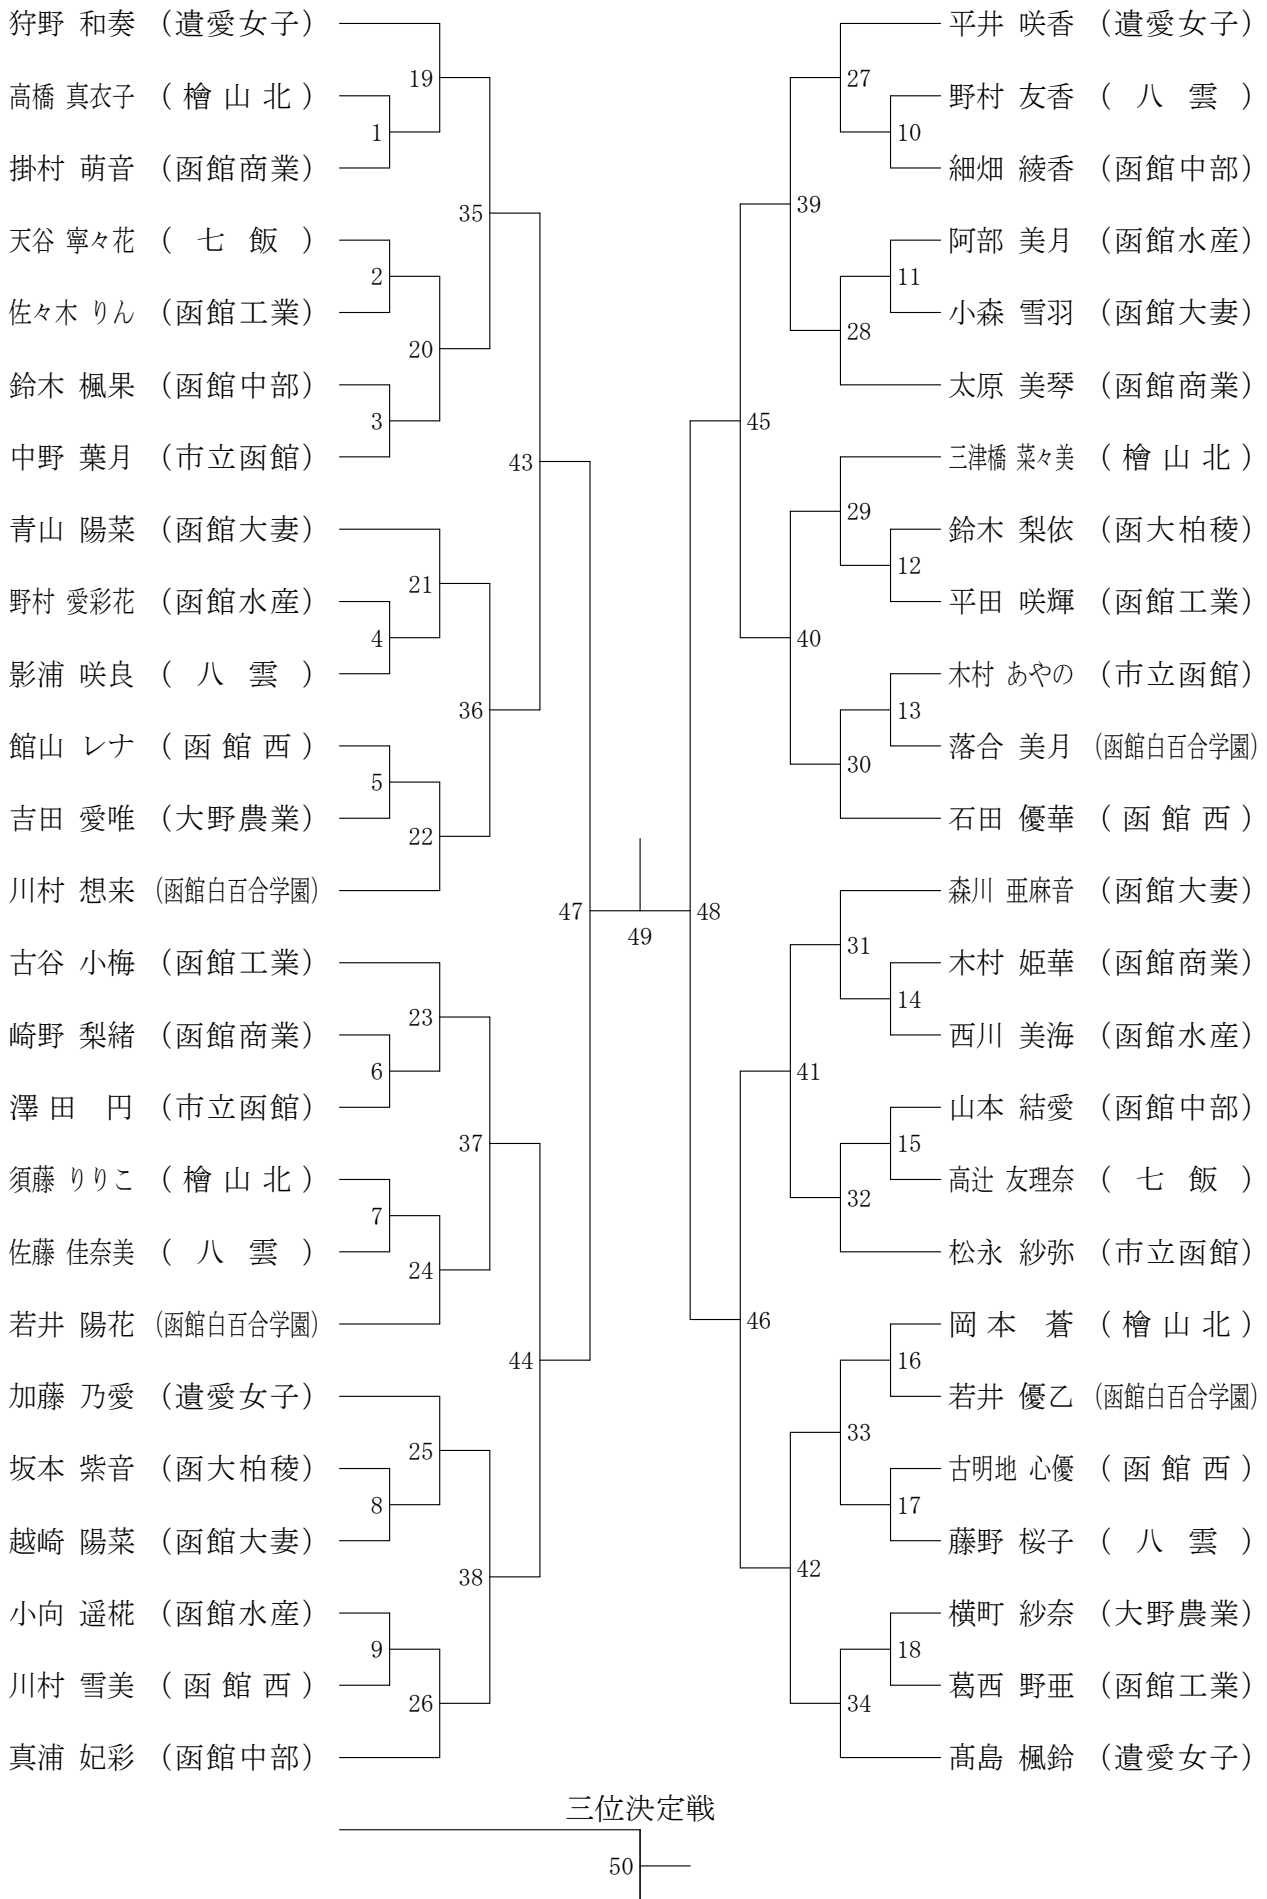 狩野 和奏 （遺愛女子）
高橋 真衣子 （檜山北）
掛村 萌音 （函館商業）
天谷 寧々花 （七飯）
佐々木 りん （函館工業）
鈴木 楓果 （函館中部）
中野 葉月 （市立函館）
青山 陽菜 （函館大妻）
野村 愛彩花 （函館水産）
影浦 咲良 （八雲）
館山 レナ （函館西）
吉田 愛唯 （大野農業）
川村 想来 （函館白百合学園）
古谷 小梅 （函館工業）
崎野 梨緒 （函館商業）
澤田 円 （市立函館）
須藤 りりこ （檜山北）
佐藤 佳奈美 （八雲）
若井 陽花 （函館白百合学園）
加藤 乃愛 （遺愛女子）
坂本 紫音 （函大柏稜）
越崎 陽菜 （函館大妻）
小向 遥椛 （函館水産）
川村 雪美 （函館西）
真浦 妃彩 （函館中部）
1
2
3
4
5
6
7
8
9
19
20
21
22
23
24
25
26
35
36
37
38
43
44
47
49
48
45
46
39
40
41
42
27
28
29
30
31
32
33
34
10
11
12
13
14
15
16
17
18
平井 咲香 （遺愛女子）
野村 友香 （八雲）
細畑 綾香 （函館中部）
阿部 美月 （函館水産）
小森 雪羽 （函館大妻）
太原 美琴 （函館商業）
三津橋 菜々美 （檜山北）
鈴木 梨依 （函大柏稜）
平田 咲輝 （函館工業）
木村 あやの （市立函館）
落合 美月 （函館白百合学園）
石田 優華 （函館西）
森川 亜麻音 （函館大妻）
木村 姫華 （函館商業）
西川 美海 （函館水産）
山本 結愛 （函館中部）
高辻 友理奈 （七飯）
松永 紗弥 （市立函館）
岡本 蒼 （檜山北）
若井 優乙 （函館白百合学園）
古明地 心優 （函館西）
藤野 桜子 （八雲）
横町 紗奈 （大野農業）
葛西 野亜 （函館工業）
髙島 楓鈴 （遺愛女子）
三位決定戦
50